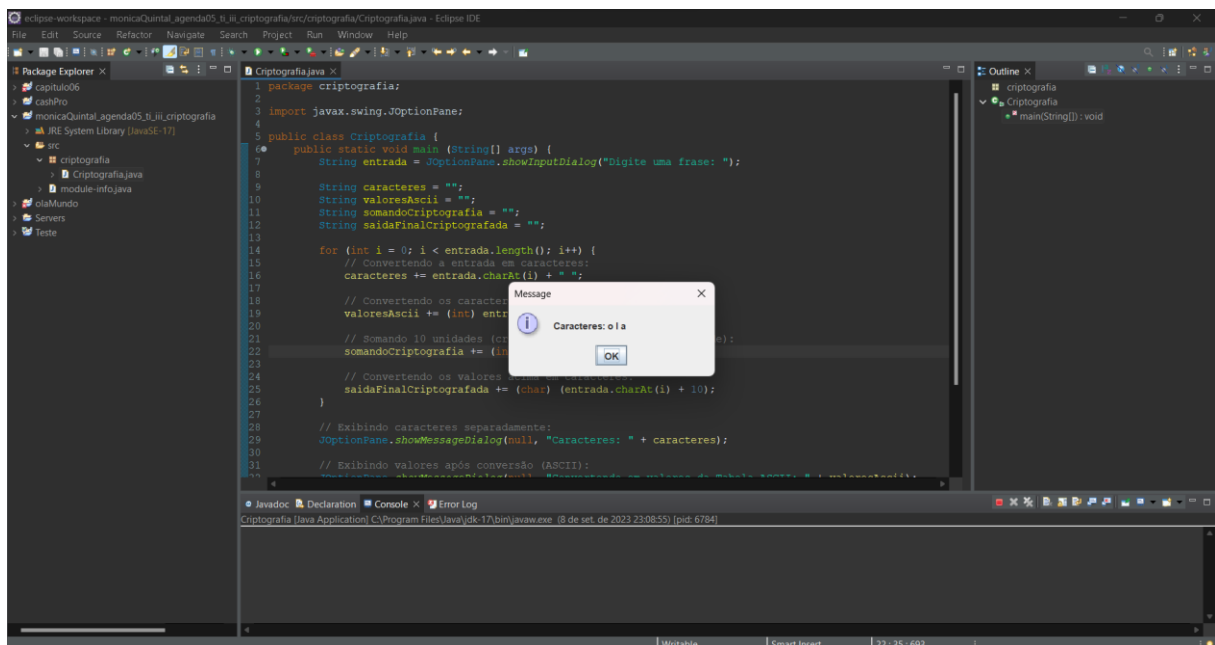 eclipse-workspace - monicaQuintal_agenda05_ti_iii_criptografia/src/criptografia/Criptografia.java - Eclipse IDE
File Edit Source Refactor Navigate Search Project Run Window Help
Package Explorer
capitulo06
cashPro
monicaQuintal_agenda05_ti_iii_criptografia
JRE System Library [JavaSE-17]
src
criptografia
Criptografia.java
module-info.java
olaMundo
Servers
Teste
Criptografia.java
1 package criptografia;
2
3 import javax.swing.JOptionPane;
4
5 public class Criptografia {
6 public static void main (String[] args) {
7 String entrada = JOptionPane.showInputDialog("Digite uma frase: ");
8
9 String caracteres = "";
10 String valoresAscii = "";
11 String somandoCriptografia = "";
12 String saidaFinalCriptografada = "";
13
14 for (int i = 0; i < entrada.length(); i++) {
15 // Convertendo a entrada em caracteres:
16 caracteres += entrada.charAt(i) + " ";
17
18 // Convertendo os caracter
19 valoresAscii += (int) entr
20
21 // Somando 10 unidades (cr e):
22 somandoCriptografia += (in
23
24 // Convertendo os valores acima em caracteres:
25 saidaFinalCriptografada += (char) (entrada.charAt(i) + 10);
26 }
27
28 // Exibindo caracteres separadamente:
29 JOptionPane.showMessageDialog(null, "Caracteres: " + caracteres);
30
31 // Exibindo valores após conversão (ASCII):
Message
Caracteres: o l a
OK
Outline
criptografia
Criptografia
main(String[]) : void
Javadoc Declaration Console Error Log
Criptografia [Java Application] C:\Program Files\Java\jdk-17\bin\javaw.exe (8 de set. de 2023 23:08:55) [pid: 6784]
Writable Smart Insert 22 : 35 : 692